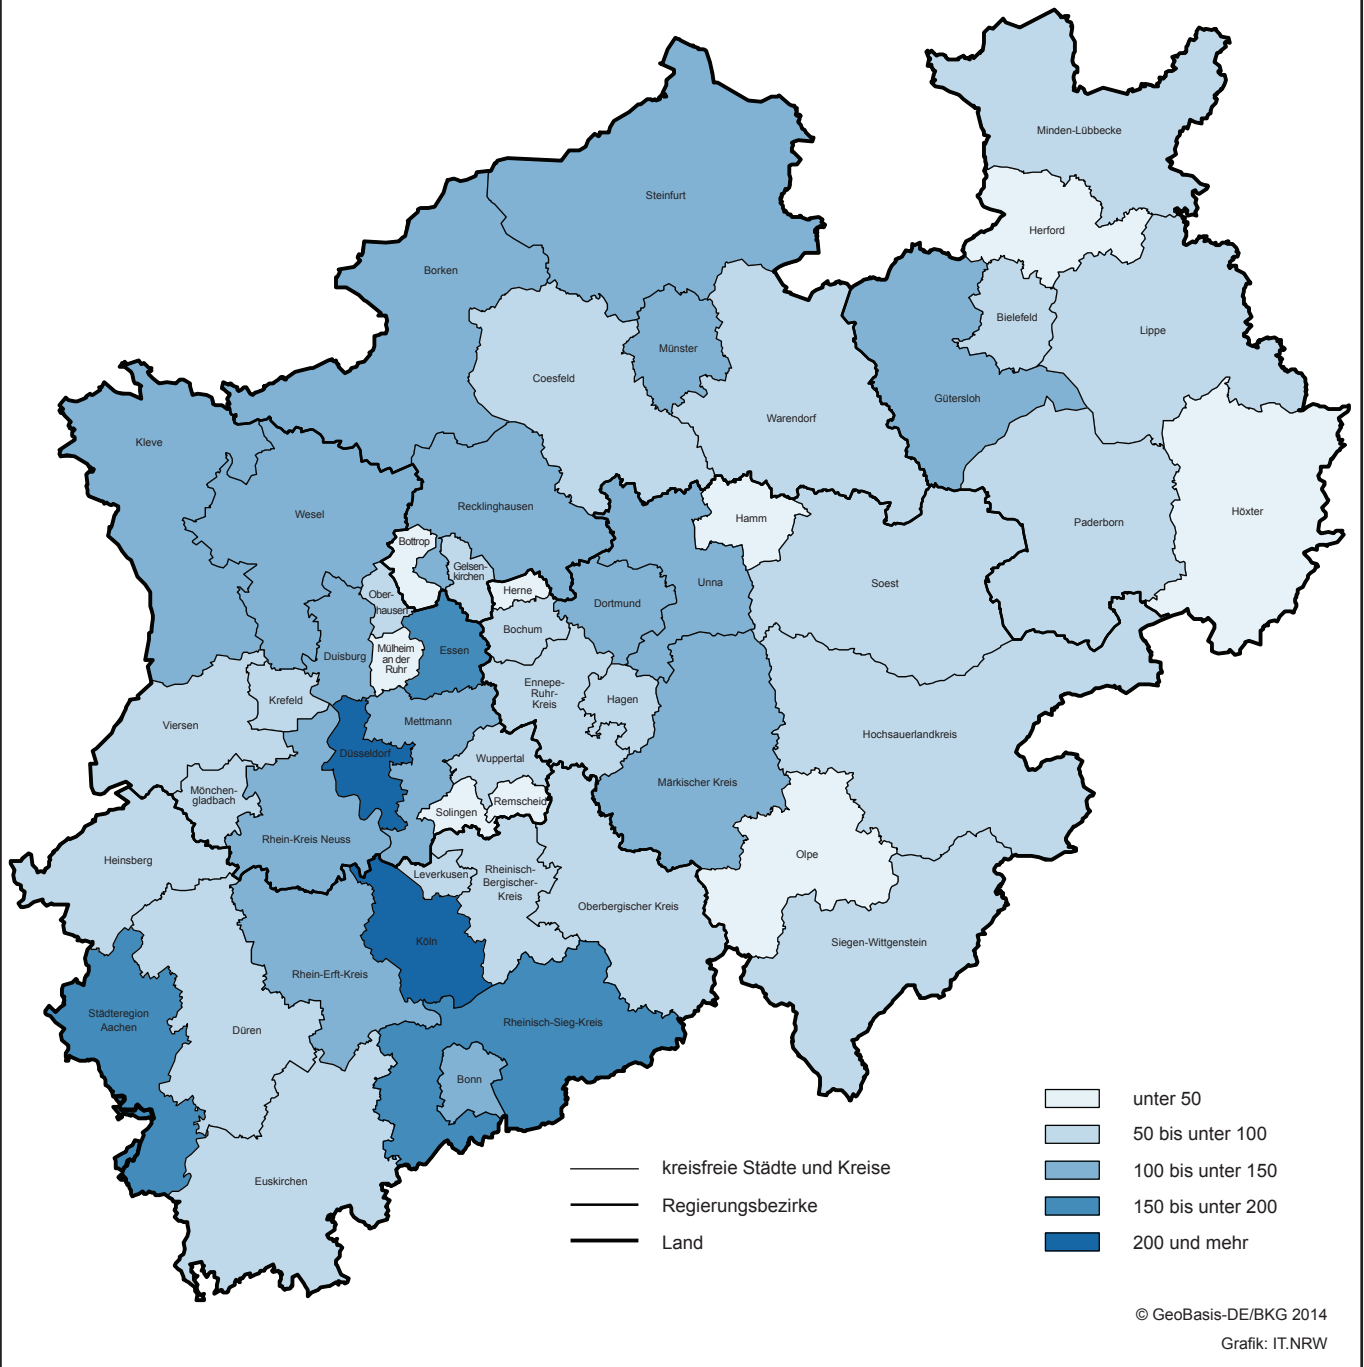 Minden-Lübbecke
Steinfurt
Herford
Borken
Bielefeld
Lippe
Münster
Coesfeld
Gütersloh
Warendorf
Kleve
Recklinghausen
Wesel
Hamm
Paderborn
Höxter
Bottrop
Gelsen-
kirchen
Unna
Soest
Herne
Ober-
hausen
Dortmund
Bochum
Duisburg
Mülheim
an der
Ruhr
Essen
Ennepe-
Ruhr-
Kreis
Hagen
Krefeld
Viersen
Mettmann
Hochsauerlandkreis
Düsseldorf
Wuppertal
Märkischer Kreis
Mönchen-
gladbach
Remscheid
Solingen
Rhein-Kreis Neuss
Olpe
Heinsberg
Leverkusen
Rheinisch-
Bergischer-
Kreis
Oberbergischer Kreis
Köln
Siegen-Wittgenstein
Rhein-Erft-Kreis
Städteregion
Aachen
Düren
Rheinisch-Sieg-Kreis
Bonn
Euskirchen
kreisfreie Städte und Kreise
Regierungsbezirke
Land
unter 50
50 bis unter 100
100 bis unter 150
150 bis unter 200
200 und mehr
© GeoBasis-DE/BKG 2014
Grafik: IT.NRW